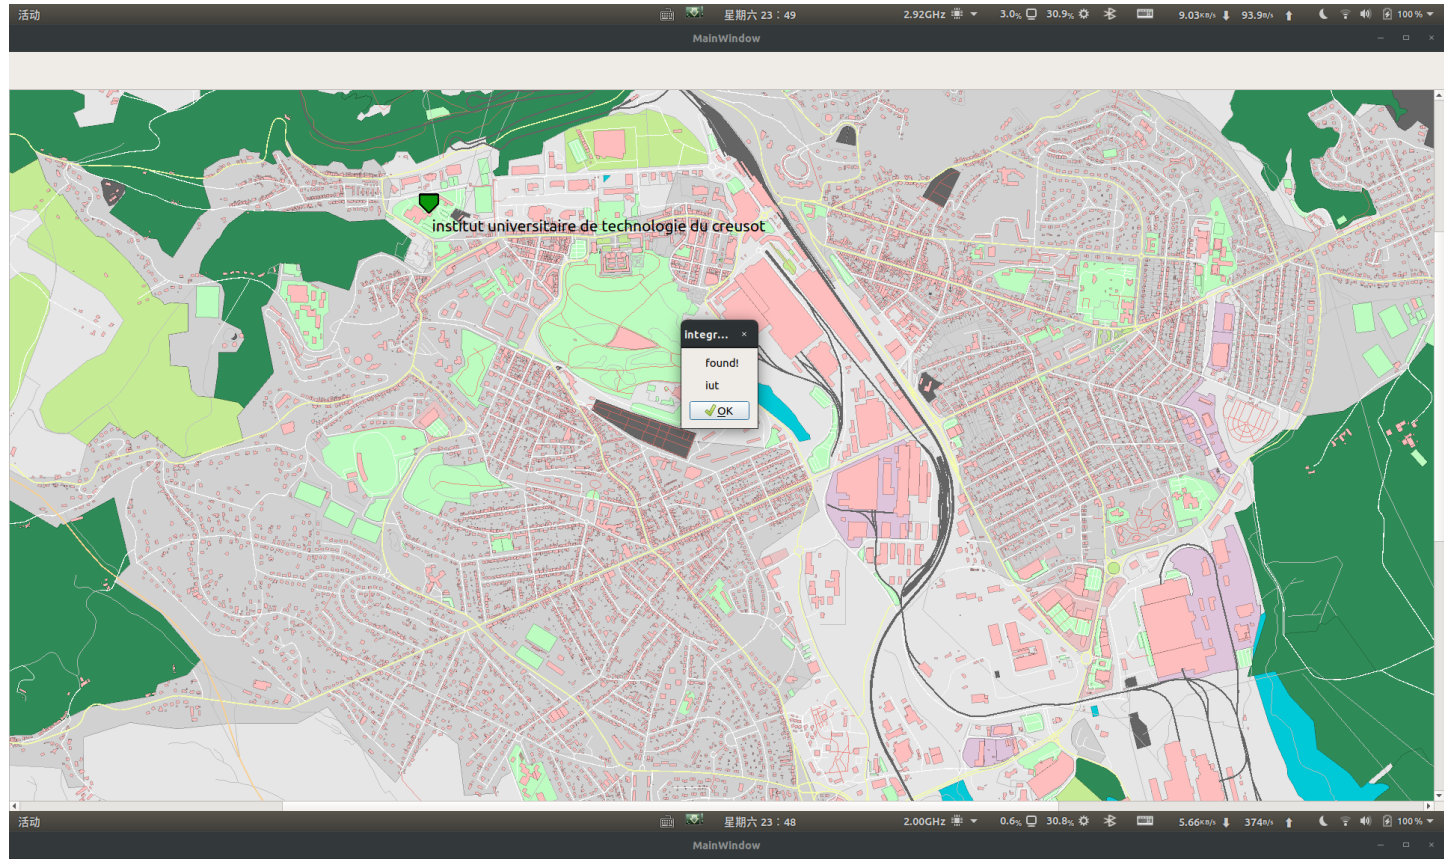 活动 星期六 23：49 2.92GHz 3.0% 30.9% 9.03KB/s 93.9B/s 100%
MainWindow
institut universitaire de technologie du creusot
integr...
found!
iut
OK
活动 星期六 23：48 2.00GHz 0.6% 30.8% 5.66KB/s 374B/s 100%
MainWindow